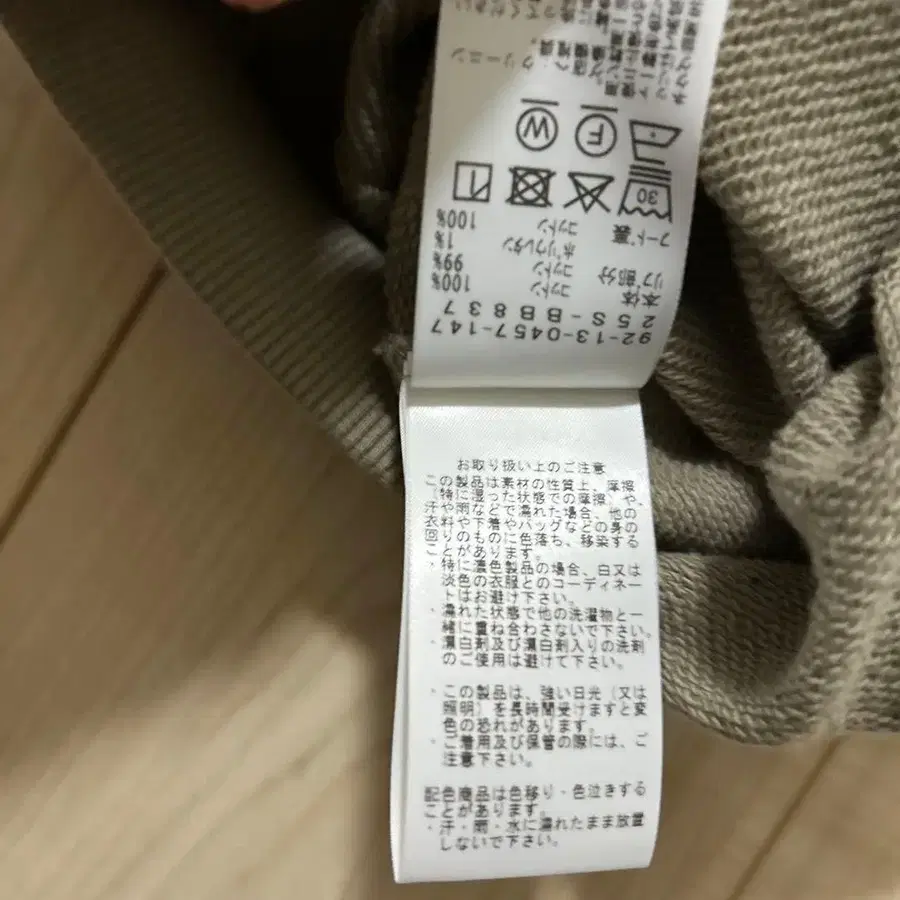 92-13-0457-147
25S-BB837
本体 コットン 100%
リブ部分 コットン 99%
ポリウレタン 1%
フード裏 コットン 100%
30
F W
お取り扱い上のご注意
この製品は素材の性質上、摩擦
(特に湿った状態での摩擦)や、
汗や雨などで濡れた場合、他の
衣料や下着やバッグなどの身の
回りのものに色落ち、移染する
ことがあります。
・特に濃色製品の場合、白又は
淡色の衣服とのコーディネー
トはお避け下さい。
・濡れた状態で他の洗濯物と一
緒に重ね合わさないで下さい。
・漂白剤及び漂白剤入りの洗剤
のご使用は避けて下さい。
・この製品は、強い日光(又は
照明)を長時間受けますと変
色の恐れがあります。
・ご着用及び保管の際には、ご
注意下さい。
配色商品は色移り・色泣きする
ことがあります。
・汗・雨・水に濡れたまま放置
しないで下さい。